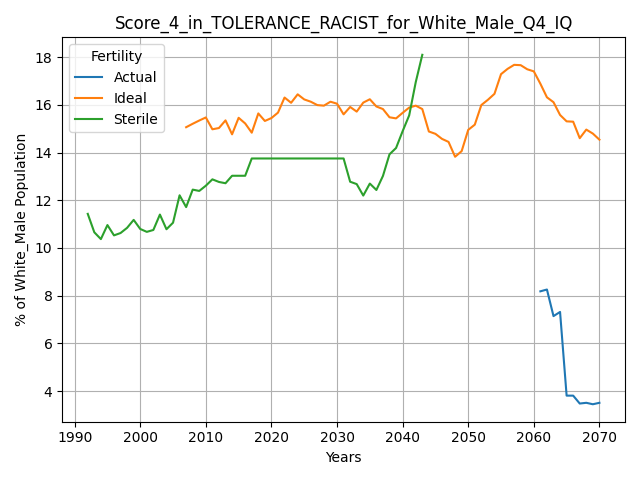 Score_4_in_TOLERANCE_RACIST_for_White_Male_Q4_IQ
Fertility
Actual
Ideal
Sterile
% of White_Male Population
18
16
14
12
10
8
6
4
1990 2000 2010 2020 2030 2040 2050 2060 2070
Years